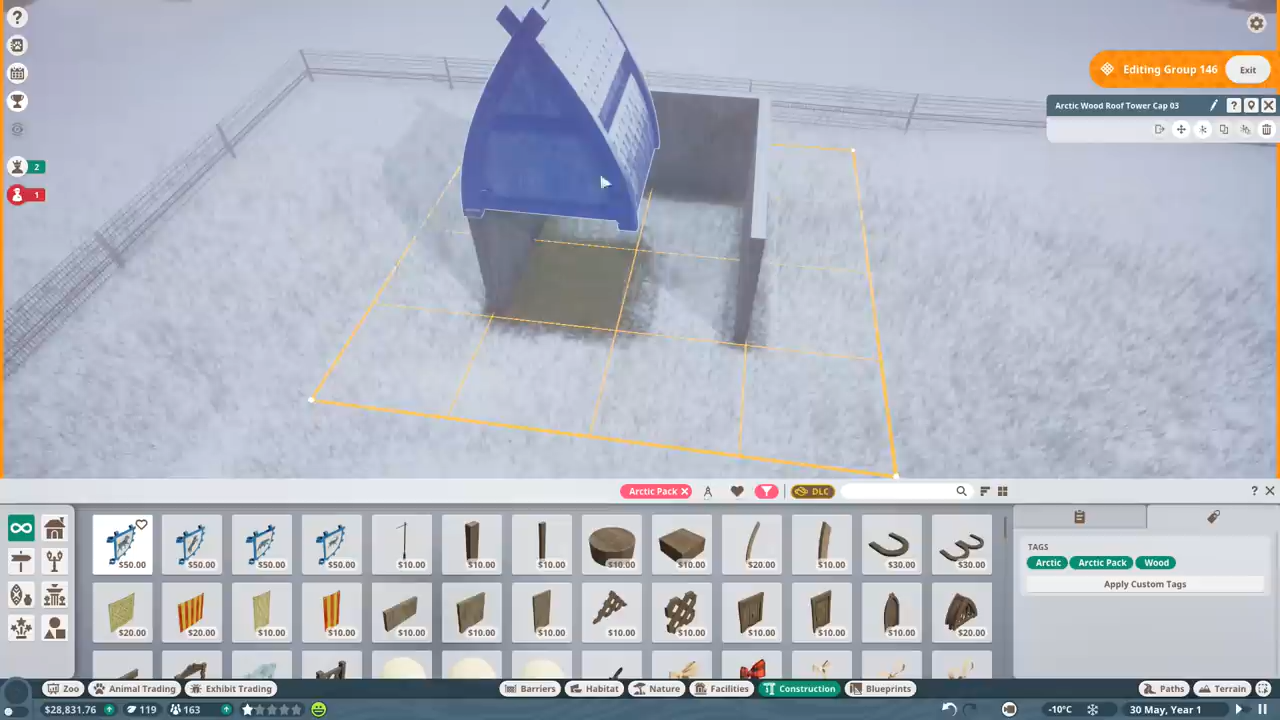 Editing Group 146
Exit
Arctic Wood Roof Tower Cap 03
?
2
1
Arctic Pack
DLC
?
$50.00 $50.00 $50.00 $50.00 $10.00 $10.00 $10.00 $10.00 $10.00 $20.00 $10.00 $30.00 $30.00
$20.00 $20.00 $10.00 $10.00 $10.00 $10.00 $10.00 $10.00 $10.00 $10.00 $10.00 $10.00 $20.00
TAGS
Arctic Arctic Pack Wood
Apply Custom Tags
Zoo Animal Trading Exhibit Trading Barriers Habitat Nature Facilities Construction Blueprints Paths Terrain
$28,831.76 119 163 -10°C 30 May, Year 1